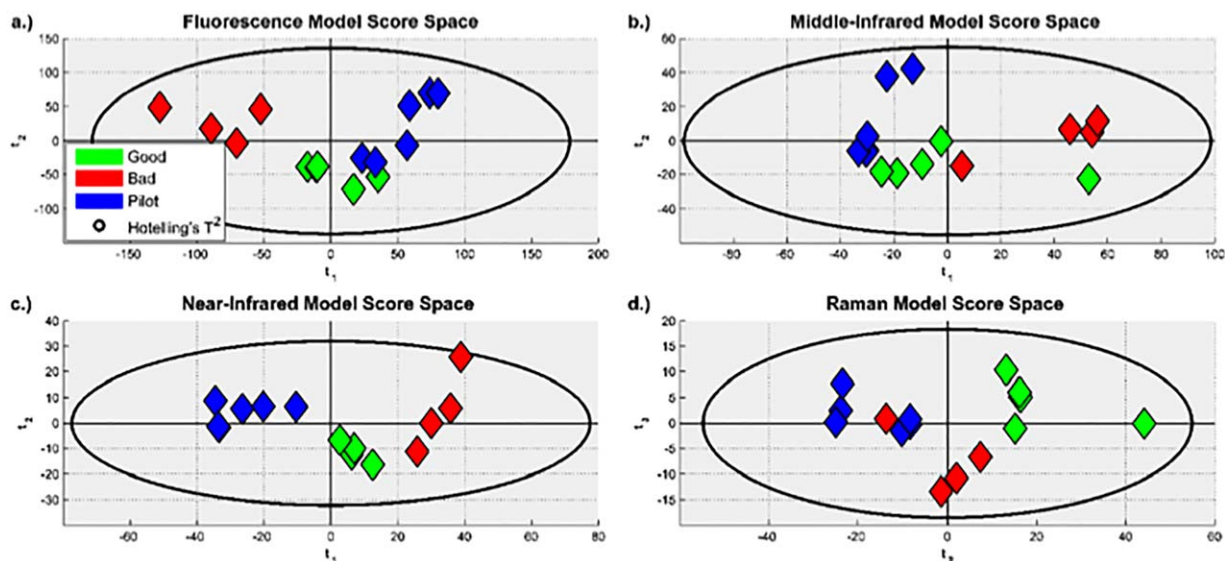 a.) Fluorescence Model Score Space
150
100
50
0
-50
-100
t2
-150 -100 -50 0 50 100 150 200
t1
Good
Bad
Pilot
Hotelling's T2
b.) Middle-Infrared Model Score Space
60
40
20
0
-20
-40
t2
-80 -60 -40 -20 0 20 40 60 80 100
t1
c.) Near-Infrared Model Score Space
40
30
20
10
0
-10
-20
-30
t2
-60 -40 -20 0 20 40 60 80
d.) Raman Model Score Space
20
15
10
5
0
-5
-10
-15
-40 -20 0 20 40 60